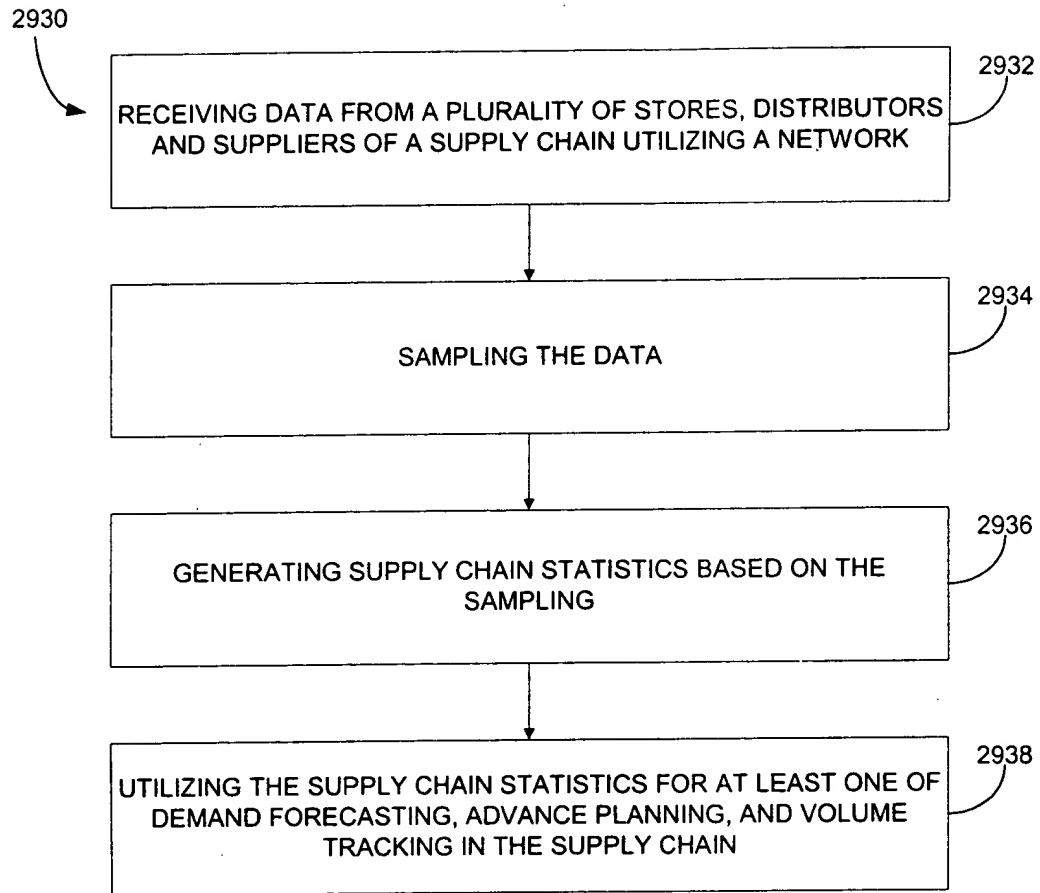 2930
2932
RECEIVING DATA FROM A PLURALITY OF STORES, DISTRIBUTORS
AND SUPPLIERS OF A SUPPLY CHAIN UTILIZING A NETWORK
2934
SAMPLING THE DATA
2936
GENERATING SUPPLY CHAIN STATISTICS BASED ON THE
SAMPLING
2938
UTILIZING THE SUPPLY CHAIN STATISTICS FOR AT LEAST ONE OF
DEMAND FORECASTING, ADVANCE PLANNING, AND VOLUME
TRACKING IN THE SUPPLY CHAIN